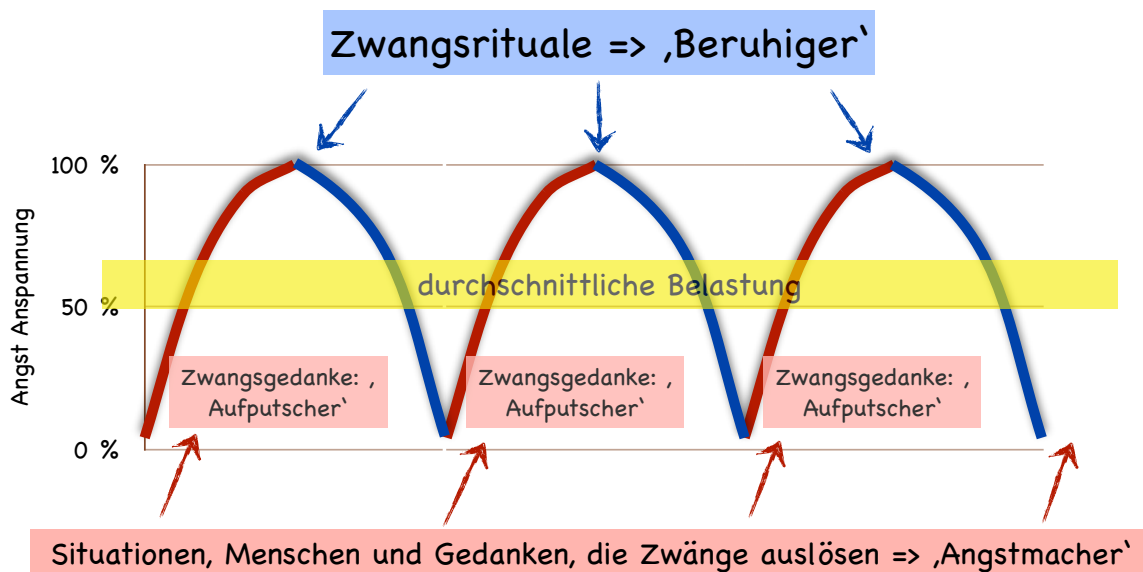 Zwangsrituale => ‚Beruhiger‘
100 %
Angst Anspannung
durchschnittliche Belastung
50 %
Zwangsgedanke: ‚
Aufputscher‘
Zwangsgedanke: ‚
Aufputscher‘
Zwangsgedanke: ‚
Aufputscher‘
0 %
Situationen, Menschen und Gedanken, die Zwänge auslösen => ‚Angstmacher‘